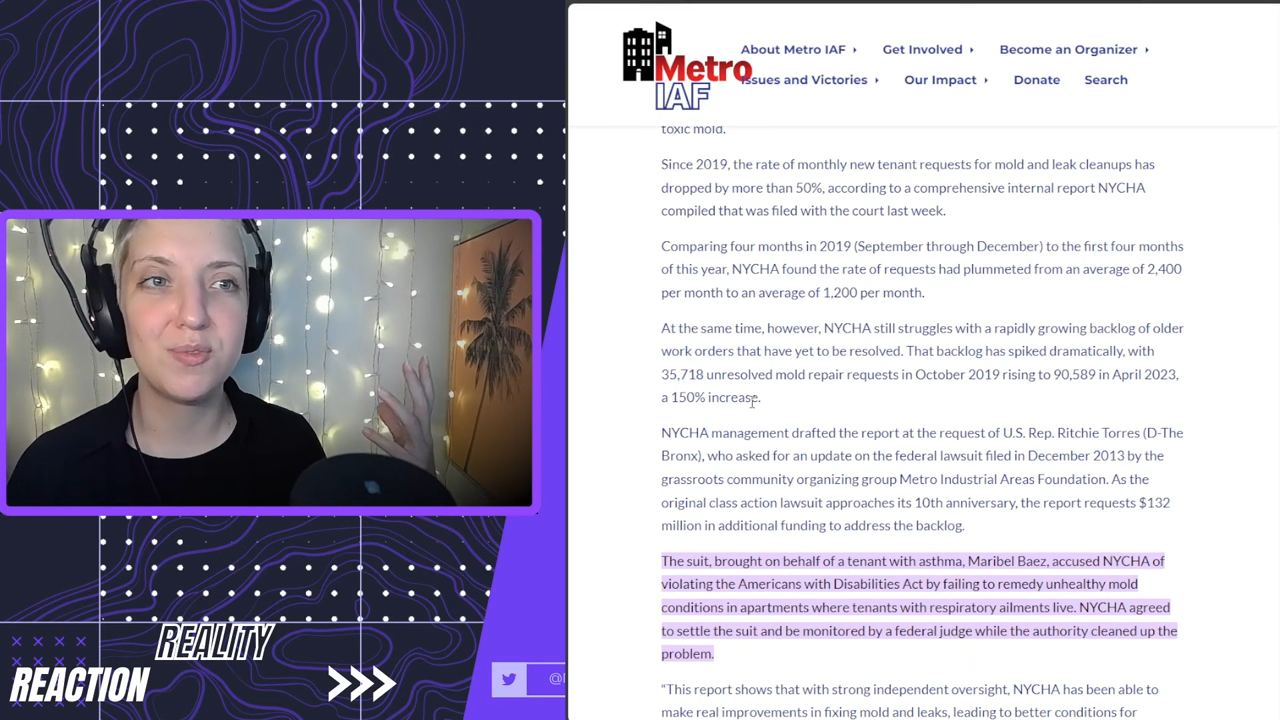 Metro
IAF
About Metro IAF
Get Involved
Become an Organizer
Issues and Victories
Our Impact
Donate
Search
toxic mold.
Since 2019, the rate of monthly new tenant requests for mold and leak cleanups has
dropped by more than 50%, according to a comprehensive internal report NYCHA
compiled that was filed with the court last week.
Comparing four months in 2019 (September through December) to the first four months
of this year, NYCHA found the rate of requests had plummeted from an average of 2,400
per month to an average of 1,200 per month.
At the same time, however, NYCHA still struggles with a rapidly growing backlog of older
work orders that have yet to be resolved. That backlog has spiked dramatically, with
35,718 unresolved mold repair requests in October 2019 rising to 90,589 in April 2023,
a 150% increase.
NYCHA management drafted the report at the request of U.S. Rep. Ritchie Torres (D-The
Bronx), who asked for an update on the federal lawsuit filed in December 2013 by the
grassroots community organizing group Metro Industrial Areas Foundation. As the
original class action lawsuit approaches its 10th anniversary, the report requests $132
million in additional funding to address the backlog.
The suit, brought on behalf of a tenant with asthma, Maribel Baez, accused NYCHA of
violating the Americans with Disabilities Act by failing to remedy unhealthy mold
conditions in apartments where tenants with respiratory ailments live. NYCHA agreed
to settle the suit and be monitored by a federal judge while the authority cleaned up the
problem.
“This report shows that with strong independent oversight, NYCHA has been able to
make real improvements in fixing mold and leaks, leading to better conditions for
REALITY
REACTION